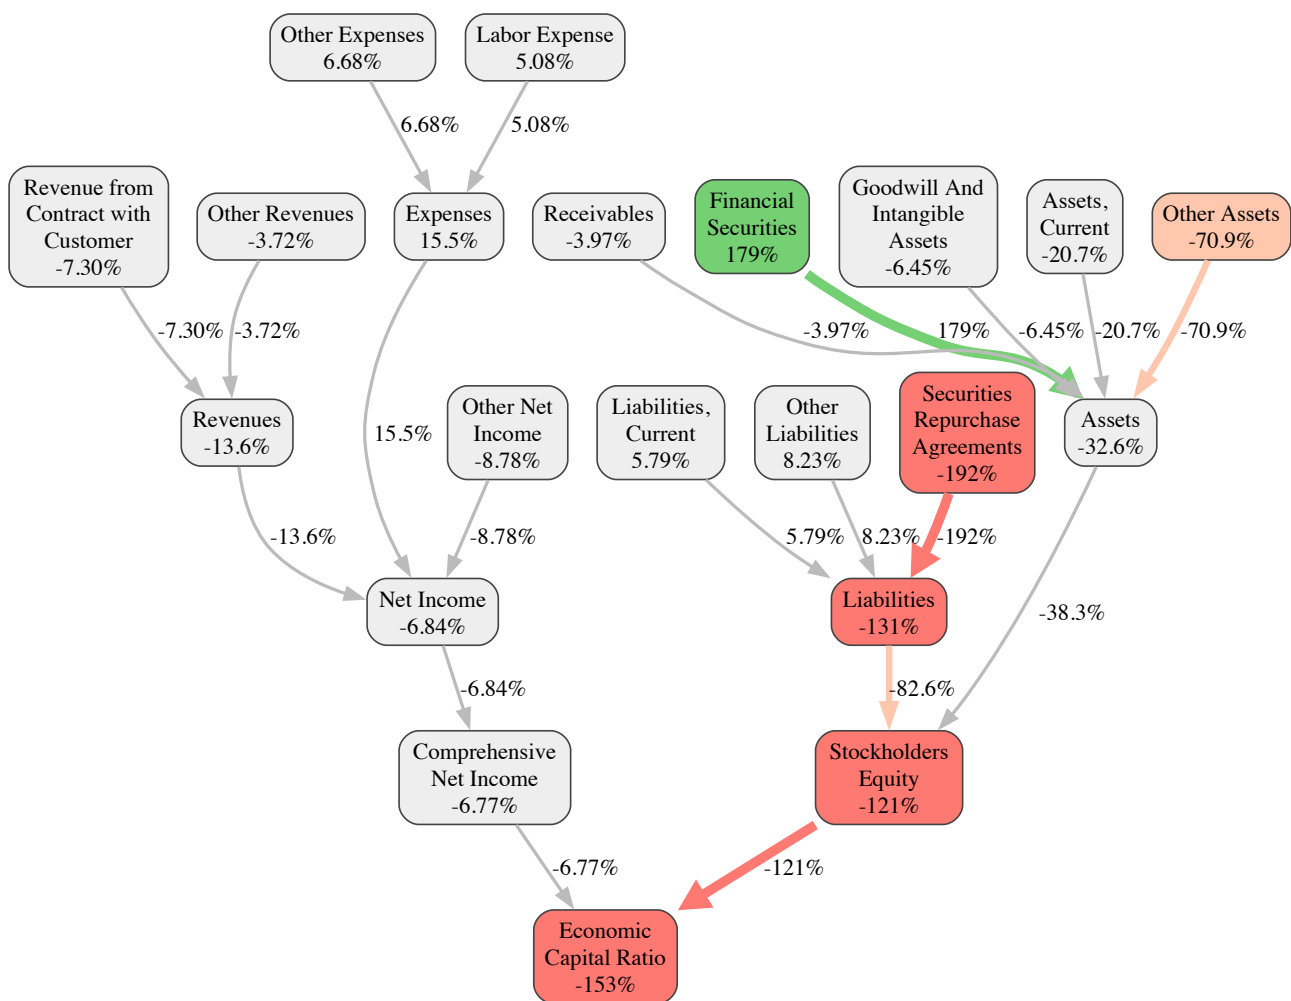 Other Expenses
6.68%
Labor Expense
5.08%
6.68%
5.08%
Revenue from
Contract with
Customer
-7.30%
Other Revenues
-3.72%
Expenses
15.5%
Receivables
-3.97%
Financial
Securities
179%
Goodwill And
Intangible
Assets
-6.45%
Assets,
Current
-20.7%
Other Assets
-70.9%
-7.30%
-3.72%
-3.97%
179%
-6.45%
-20.7%
-70.9%
Revenues
-13.6%
15.5%
Other Net
Income
-8.78%
Liabilities,
Current
5.79%
Other
Liabilities
8.23%
Securities
Repurchase
Agreements
-192%
Assets
-32.6%
-13.6%
-8.78%
5.79%
8.23%
-192%
Net Income
-6.84%
Liabilities
-131%
-38.3%
-6.84%
-82.6%
Comprehensive
Net Income
-6.77%
Stockholders
Equity
-121%
-6.77%
-121%
Economic
Capital Ratio
-153%